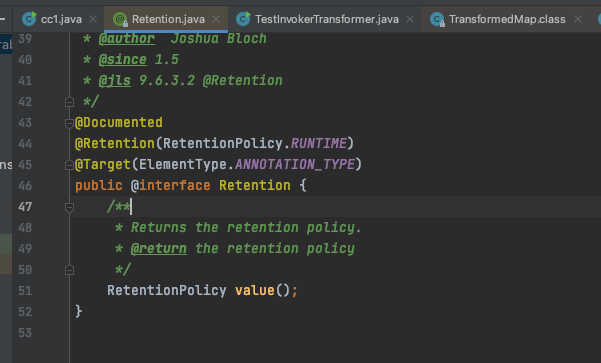 cc1.java Retention.java TestInvokerTransformer.java TransformedMap.class
39 * @author Joshua Bloch
40 * @since 1.5
41 * @jls 9.6.3.2 @Retention
42 */
43 @Documented
44 @Retention(RetentionPolicy.RUNTIME)
45 @Target(ElementType.ANNOTATION_TYPE)
46 public @interface Retention {
47 /**
48 * Returns the retention policy.
49 * @return the retention policy
50 */
51 RetentionPolicy value();
52 }
53